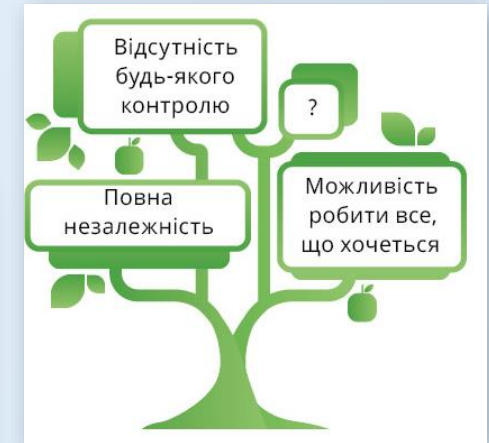 Відсутність
будь-якого
контролю
?
Повна
незалежність
Можливість
робити все,
що хочеться